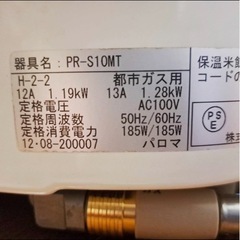 器具名: PR-S10MT
H-2-2 都市ガス用
12A 1.19kW 13A 1.28kW
定格電圧 AC100V
定格周波数 50Hz/60Hz
定格消費電力 185W/185W
12·08-200007 パロマ
保温米飯
コードの
PS
E